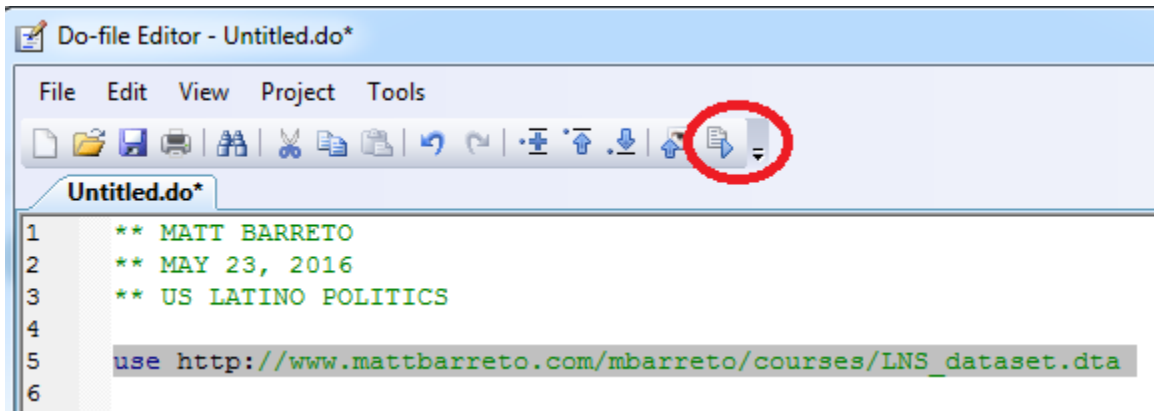 Do-file Editor - Untitled.do*
File Edit View Project Tools
Untitled.do*
1 ** MATT BARRETO
2 ** MAY 23, 2016
3 ** US LATINO POLITICS
4
5 use http://www.mattbarreto.com/mbarreto/courses/LNS_dataset.dta
6